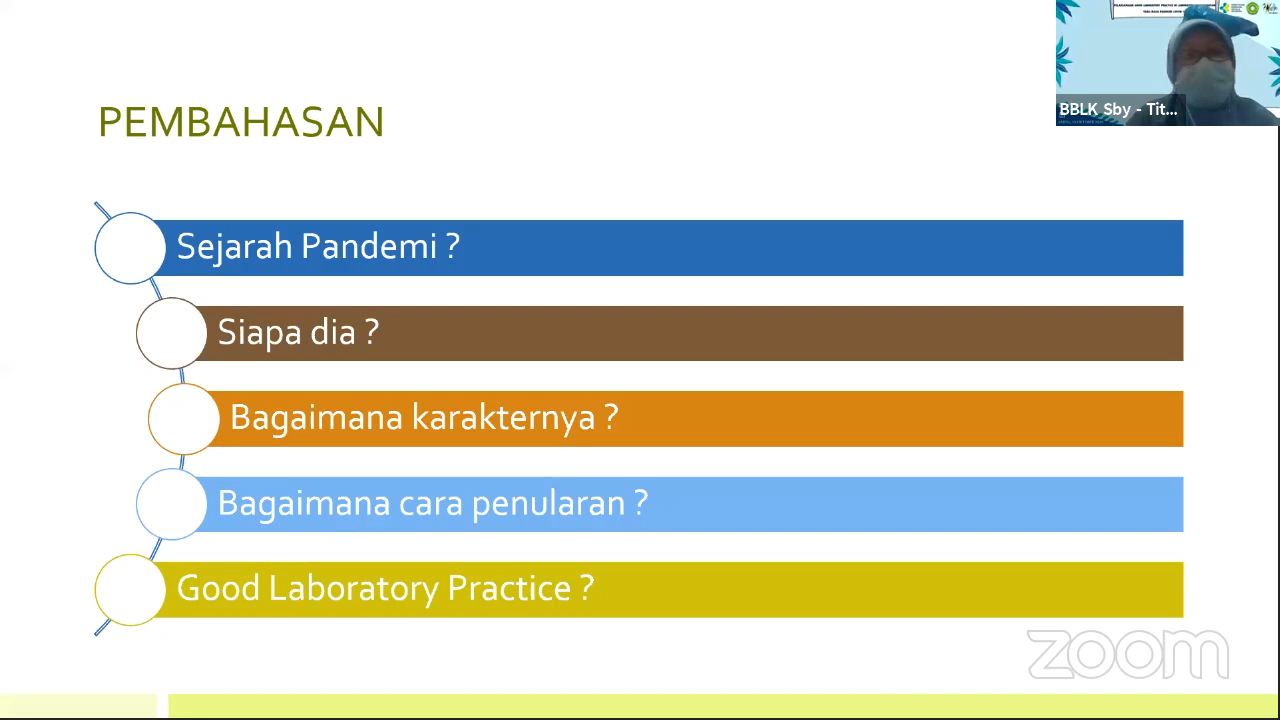 PEMBAHASAN
Sejarah Pandemi ?
Siapa dia ?
Bagaimana karakternya ?
Bagaimana cara penularan ?
Good Laboratory Practice ?
BBLK Sby - Tit...
zoom